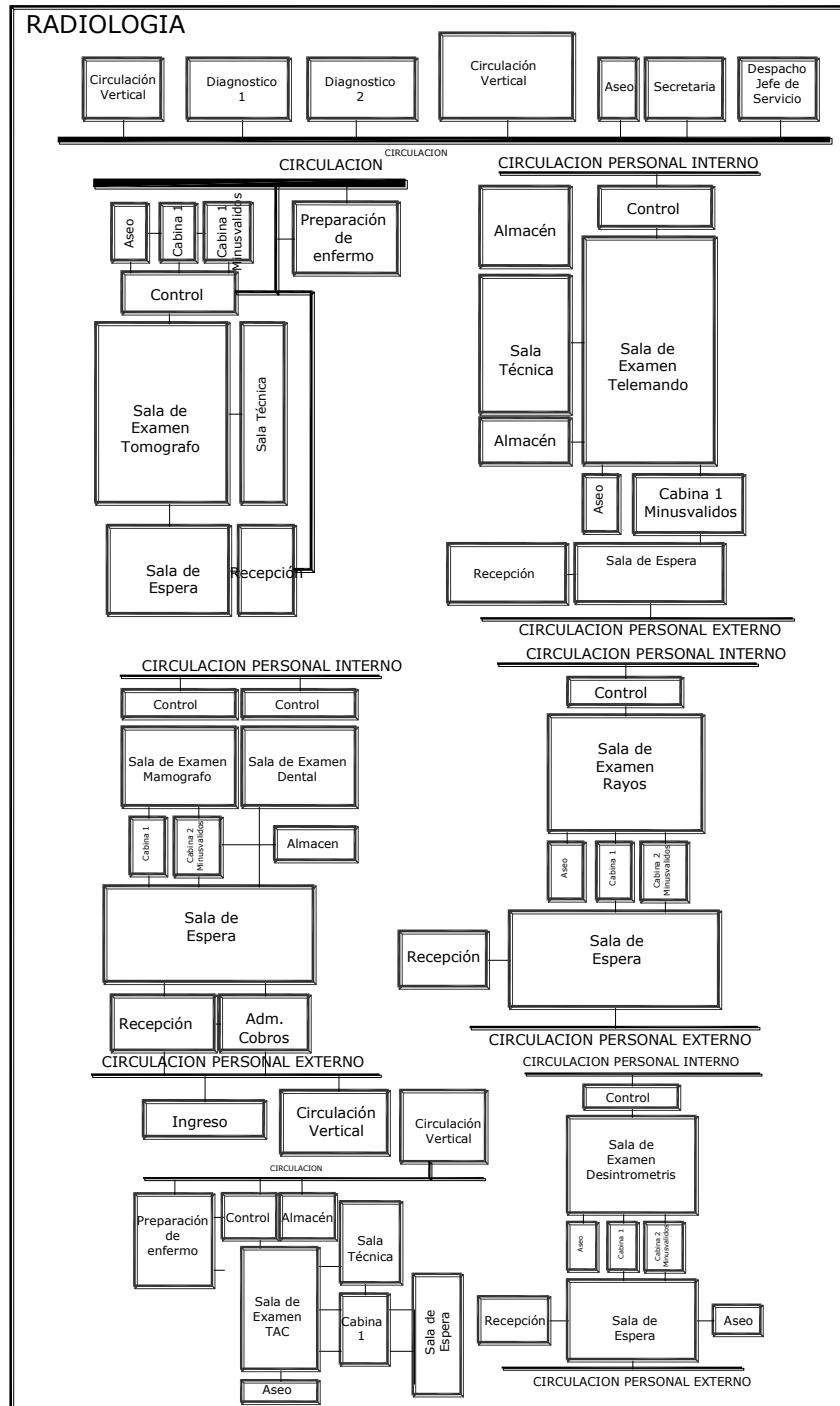 RADIOLOGIA
Circulación
Vertical
Diagnostico
1
Diagnostico
2
Circulación
Vertical
Aseo
Secretaria
Despacho
Jefe de
Servicio
CIRCULACION
CIRCULACION
Aseo
Cabina 1
Cabina 1
Minusvalidos
Preparación
de
enfermo
Control
Sala de
Examen
Tomografo
Sala Técnica
Sala de
Espera
Recepción
CIRCULACION PERSONAL INTERNO
Almacén
Control
Sala
Técnica
Sala de
Examen
Telemando
Almacén
Aseo
Cabina 1
Minusvalidos
Recepción
Sala de Espera
CIRCULACION PERSONAL EXTERNO
CIRCULACION PERSONAL INTERNO
Control
Control
Sala de Examen
Mamografo
Sala de Examen
Dental
Cabina 1
Cabina 2
Minusvalidos
Almacen
Sala de
Espera
Recepción
Adm.
Cobros
CIRCULACION PERSONAL EXTERNO
Ingreso
Circulación
Vertical
CIRCULACION PERSONAL INTERNO
Control
Sala de
Examen
Rayos
Aseo
Cabina 1
Cabina 2
Minusvalidos
Recepción
Sala de
Espera
CIRCULACION PERSONAL EXTERNO
Circulación
Vertical
CIRCULACION
Preparación
de
enfermo
Control
Almacén
Sala
Técnica
Sala de
Examen
TAC
Cabina
1
Sala de
Espera
Aseo
CIRCULACION PERSONAL INTERNO
Control
Sala de
Examen
Desintrometris
Aseo
Cabina 1
Cabina 2
Minusvalidos
Recepción
Sala de
Espera
Aseo
CIRCULACION PERSONAL EXTERNO